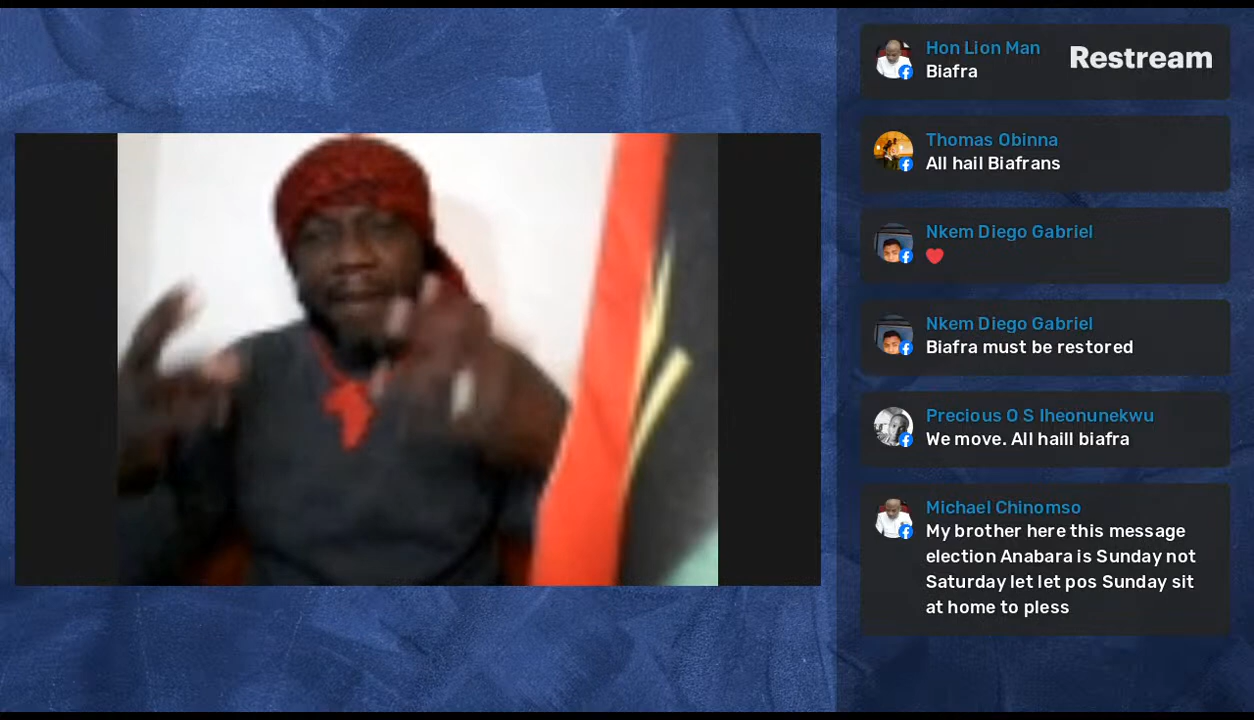 Restream
Hon Lion Man
Biafra
Thomas Obinna
All hail Biafrans
Nkem Diego Gabriel
Nkem Diego Gabriel
Biafra must be restored
Precious O S Iheonunekwu
We move. All haill biafra
Michael Chinomso
My brother here this message
election Anabara is Sunday not
Saturday let let pos Sunday sit
at home to pless